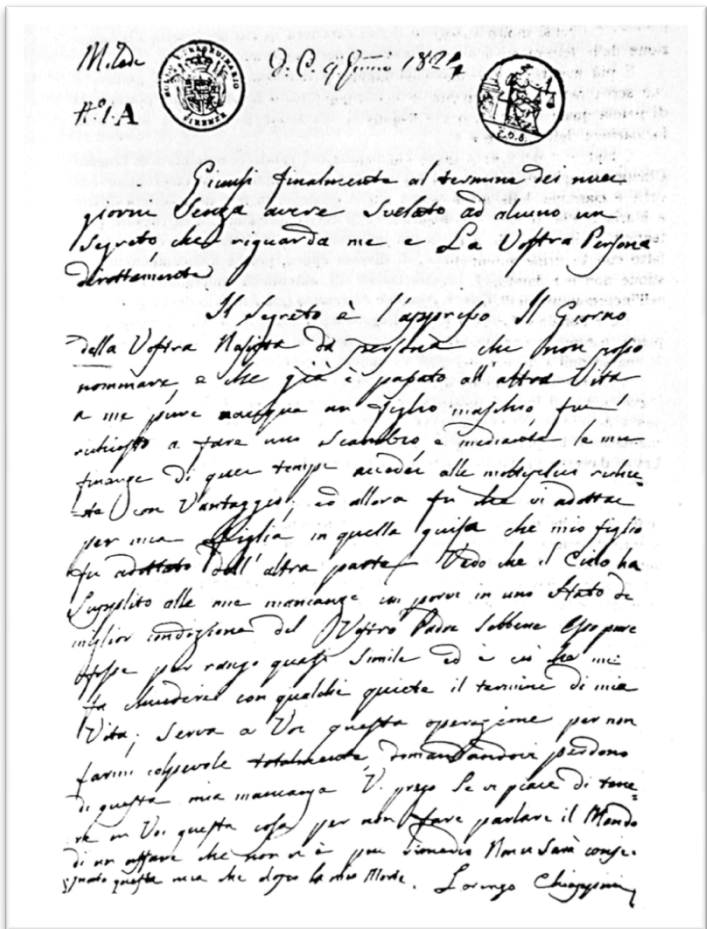 Milady
J. C. 9 Giugno 1821
N.º 1. A
FIRENZE
C.O.B.
Giunsi finalmente al termine dei miei
giorni Senza avere Svelato ad alcuno un
Segreto che riguarda me e La Vostra Persona
direttamente
Il Segreto è l'appresso Il Giorno
della Vostra Nascita da persona che non posso
nominare e che già è passato all'altra Vita
a me pure nacque un figlio maschio fui
richiesto a fare uno Scambio e mediante le mie
finanze di quei tempi accedei alle molteplici richie=
=ste con Vantaggio; ed allora fu che vi adottai
per mia figlia in quella guisa che mio figlio
fu adottato dall'altra parte Vedo che il Cielo ha
Supplito alle mie mancanze con porvi in uno Stato di
miglior condizione del Vostro Padre Sebbene Esso pure
fosse per rango quasi Simile ed è ciò che mi
fa chiudere con qualche quiete il termine di mia
Vita; Serva a Voi questa operazione per non
farmi colpevole totalmente, domandandovi perdono
di questa mia mancanza V. prego Se vi piace di tene=
re in Voi questa cosa per non fare parlare il Mondo
di un affare che non vi è più rimedio Non vi Sarà conse=
gnata questa mia che dopo la mia Morte. Lorenzo Chiappini